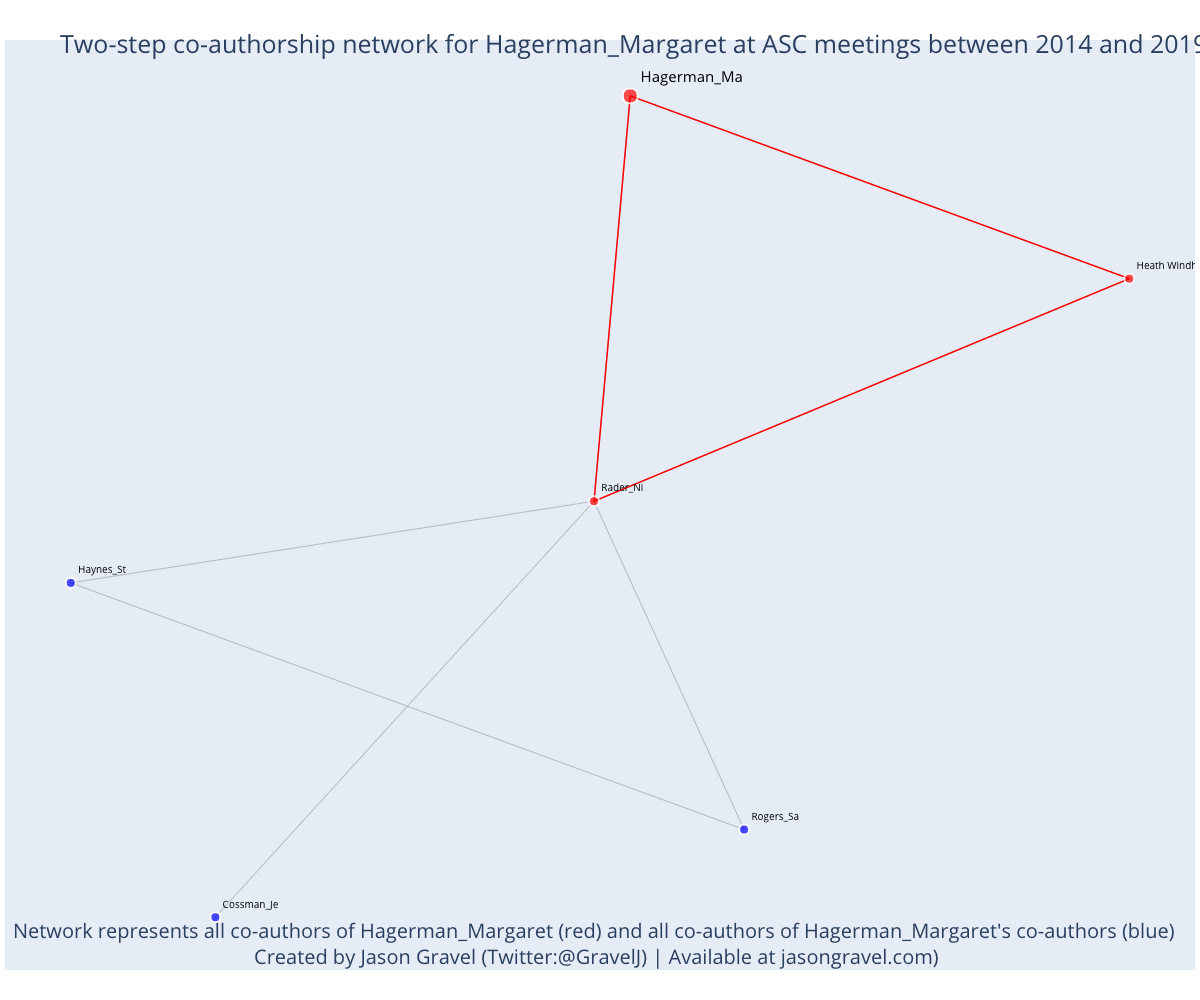 Two-step co-authorship network for Hagerman_Margaret at ASC meetings between 2014 and 2019
Hagerman_Ma
Heath Windh
Rader_Ni
Haynes_St
Rogers_Sa
Cossman_Je
Network represents all co-authors of Hagerman_Margaret (red) and all co-authors of Hagerman_Margaret's co-authors (blue)
Created by Jason Gravel (Twitter:@GravelJ) | Available at jasongravel.com)